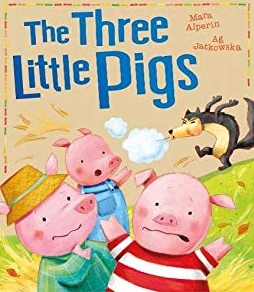 The Three
Little Pigs
Mara
Alperin
Ag
Jatkowska